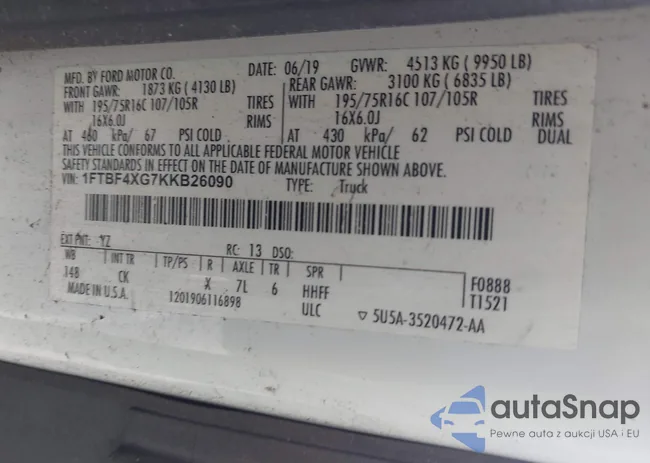 MFD. BY FORD MOTOR CO. DATE: 06/19 GVWR: 4513 KG ( 9950 LB)
FRONT GAWR: 1873 KG ( 4130 LB) REAR GAWR: 3100 KG ( 6835 LB)
WITH 195/75R16C 107/105R TIRES WITH 195/75R16C 107/105R TIRES
16X6.0J RIMS 16X6.0J RIMS
AT 460 kPa/ 67 PSI COLD AT 430 kPa/ 62 PSI COLD DUAL
THIS VEHICLE CONFORMS TO ALL APPLICABLE FEDERAL MOTOR VEHICLE
SAFETY STANDARDS IN EFFECT ON THE DATE OF MANUFACTURE SHOWN ABOVE.
VIN: 1FTBF4XG7KKB26090 TYPE: Truck
EXT PNT: YZ RC: 13 DSO:
WB INT TR TP/PS R AXLE TR SPR
148 CK X 7L 6 HHFF F0888
MADE IN U.S.A. 1201906116898 ULC ▽ 5U5A-3520472-AA T1521
autaSnap
Pewne auta z aukcji USA i EU